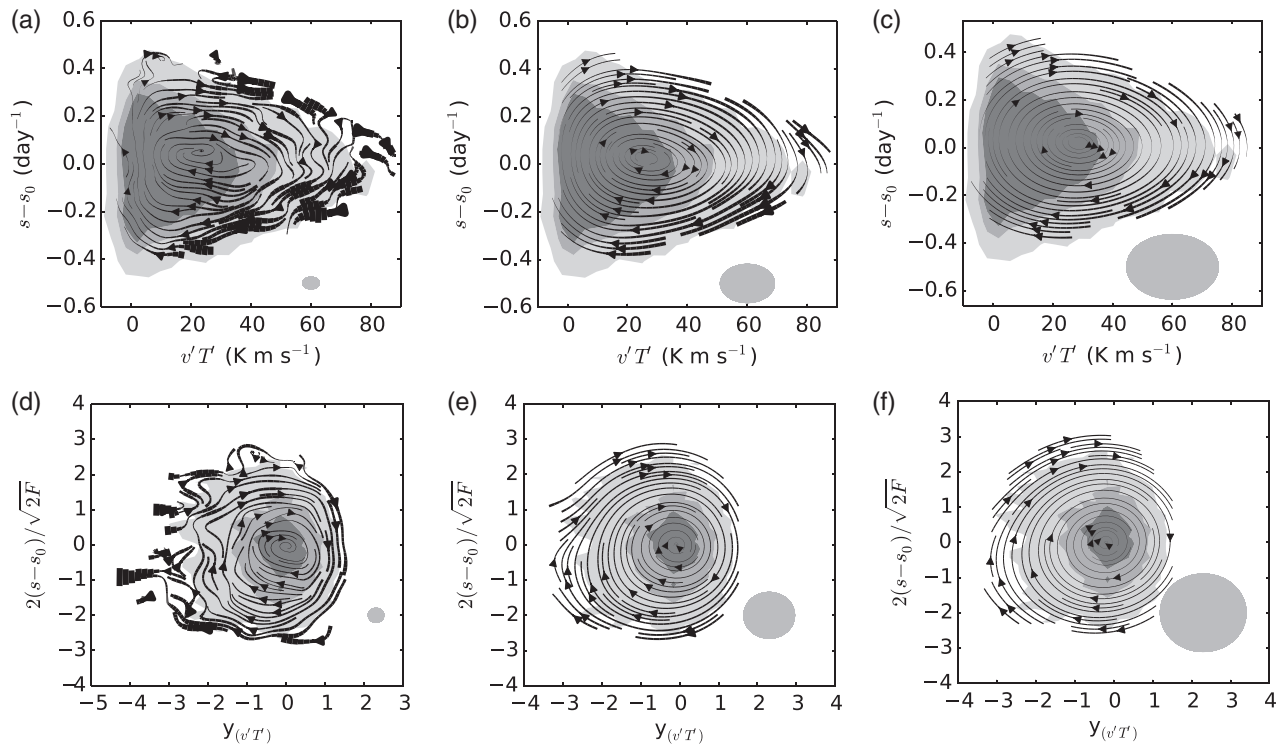 (a)
(b)
(c)
0.6
0.4
0.2
0.0
−0.2
−0.4
−0.6
s−s₀ (day⁻¹)
0 20 40 60 80
v′T′ (K m s⁻¹)
0.6
0.4
0.2
0.0
−0.2
−0.4
−0.6
s−s₀ (day⁻¹)
0 20 40 60 80
v′T′ (K m s⁻¹)
0.4
0.2
0.0
−0.2
−0.4
−0.6
s−s₀ (day⁻¹)
0 20 40 60 80
v′T′ (K m s⁻¹)
(d)
(e)
(f)
4
3
2
1
0
−1
−2
−3
−4
2(s−s₀)/√2F
−5 −4 −3 −2 −1 0 1 2 3
y(v′T′)
4
3
2
1
0
−1
−2
−3
−4
2(s−s₀)/√2F
−4 −3 −2 −1 0 1 2 3
y(v′T′)
4
3
2
1
0
−1
−2
−3
−4
2(s−s₀)/√2F
−4 −3 −2 −1 0 1 2 3 4
y(v′T′)